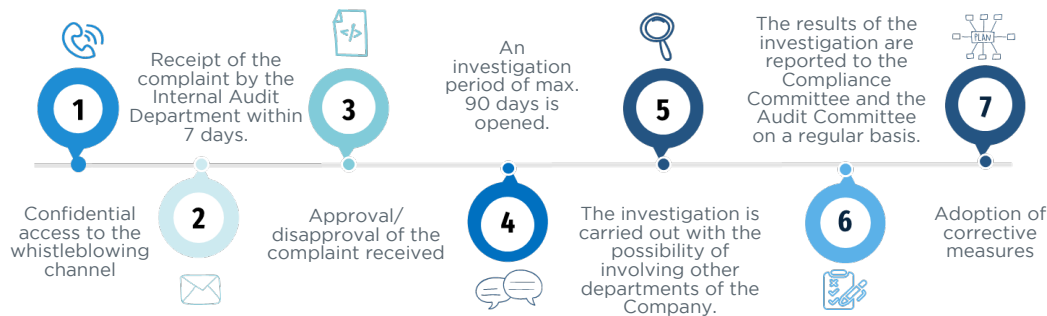 1
Confidential
access to the
whistleblowing
channel
Receipt of the
complaint by the
Internal Audit
Department within
7 days.
2
</>
3
Approval/
disapproval of the
complaint received
An
investigation
period of max.
90 days is
opened.
4
5
The investigation is
carried out with the
possibility of
involving other
departments of the
Company.
The results of the
investigation are
reported to the
Compliance
Committee and the
Audit Committee
on a regular basis.
6
PLAN
7
Adoption of
corrective
measures